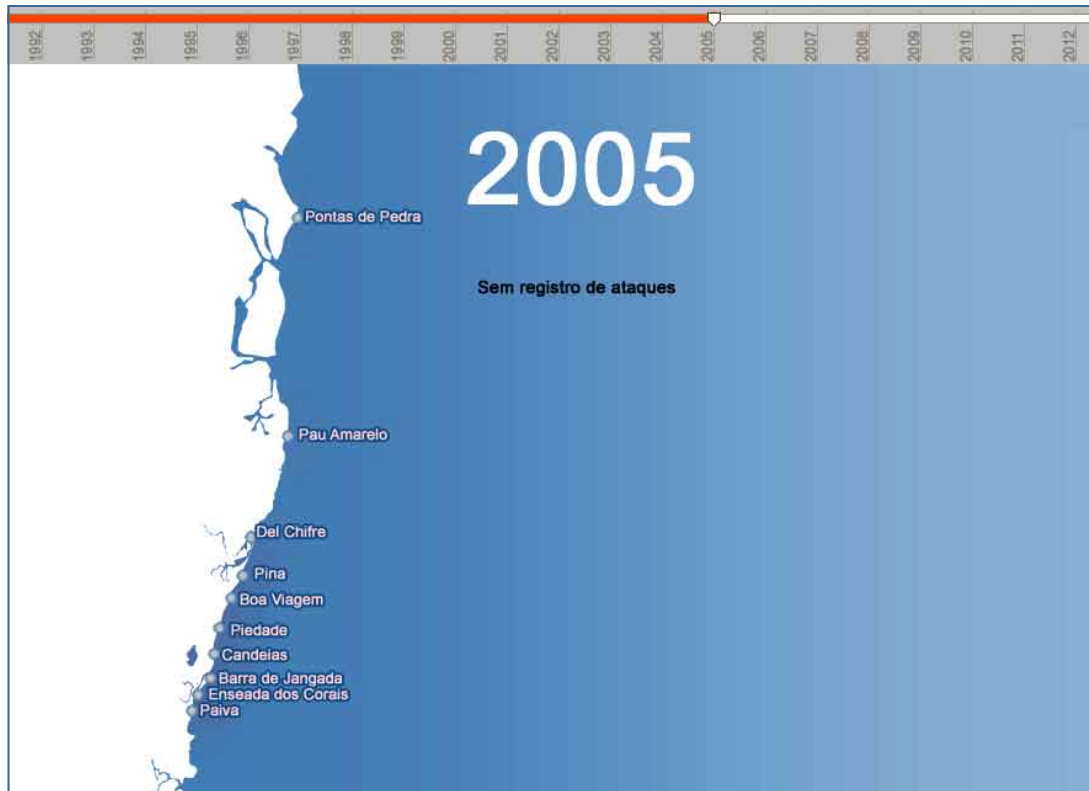 1992 1993 1994 1995 1996 1997 1998 1999 2000 2001 2002 2003 2004 2005 2006 2007 2008 2009 2010 2011 2012
2005
Pontas de Pedra
Sem registro de ataques
Pau Amarelo
Del Chifre
Pina
Boa Viagem
Piedade
Candeias
Barra de Jangada
Enseada dos Corais
Paiva